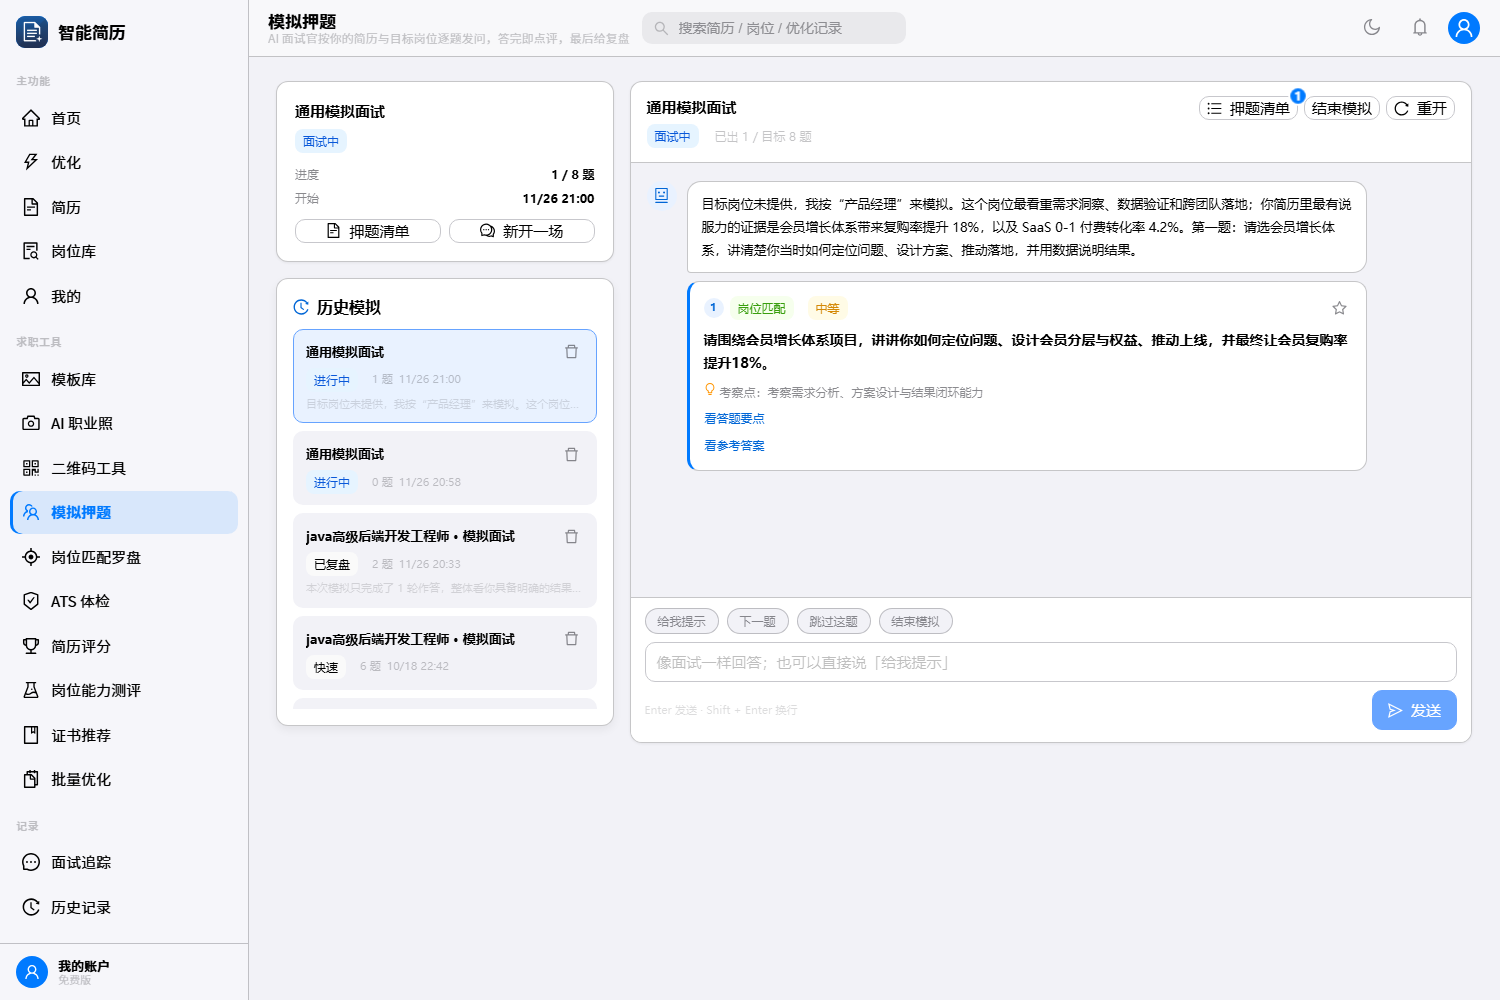 智能简历
主功能
首页
优化
简历
岗位库
我的
求职工具
模板库
AI 职业照
二维码工具
模拟押题
岗位匹配罗盘
ATS 体检
简历评分
岗位能力测评
证书推荐
批量优化
记录
面试追踪
历史记录
我的账户
免费版
模拟押题
AI 面试官按你的简历与目标岗位逐题发问，答完即点评，最后给复盘
搜索简历 / 岗位 / 优化记录
通用模拟面试
面试中
进度 1 / 8 题
开始 11/26 21:00
押题清单 新开一场
历史模拟
通用模拟面试
进行中 1 题 11/26 21:00
目标岗位未提供，我按“产品经理”来模拟。这个岗位...
通用模拟面试
进行中 0 题 11/26 20:58
java高级后端开发工程师 • 模拟面试
已复盘 2 题 11/26 20:33
本次模拟只完成了 1 轮作答，整体看你具备明确的结果...
java高级后端开发工程师 • 模拟面试
快速 6 题 10/18 22:42
通用模拟面试
面试中 已出 1 / 目标 8 题
押题清单 1 结束模拟 重开
目标岗位未提供，我按“产品经理”来模拟。这个岗位最看重需求洞察、数据验证和跨团队落地；你简历里最有说
服力的证据是会员增长体系带来复购率提升 18%，以及 SaaS 0-1 付费转化率 4.2%。第一题：请选会员增长体
系，讲清楚你当时如何定位问题、设计方案、推动落地，并用数据说明结果。
1 岗位匹配 中等
请围绕会员增长体系项目，讲讲你如何定位问题、设计会员分层与权益、推动上线，并最终让会员复购率
提升18%。
考察点：考察需求分析、方案设计与结果闭环能力
看答题要点
看参考答案
给我提示 下一题 跳过这题 结束模拟
像面试一样回答；也可以直接说「给我提示」
Enter 发送 · Shift + Enter 换行
发送